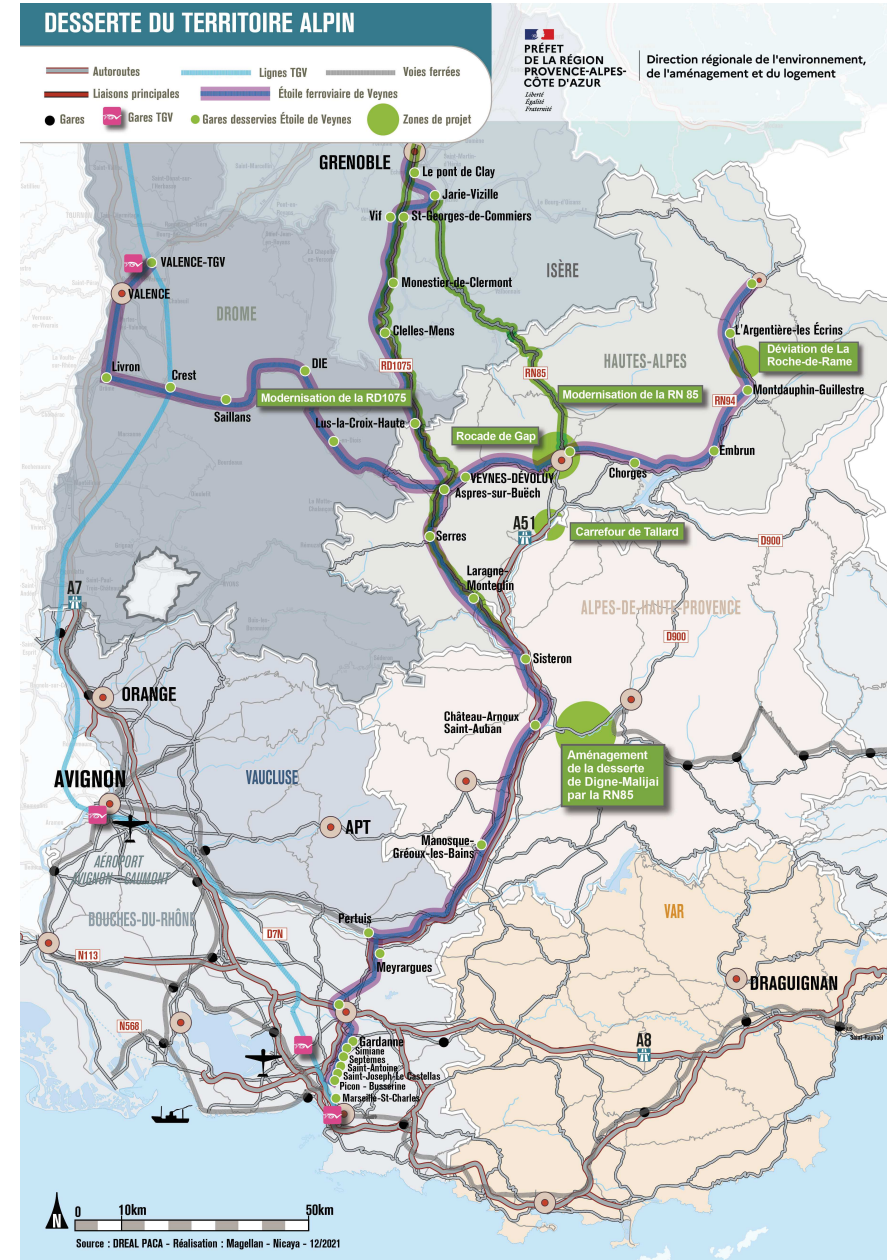 DESSERTE DU TERRITOIRE ALPIN
Autoroutes
Lignes TGV
Voies ferrées
Liaisons principales
Étoile ferroviaire de Veynes
Gares
Gares TGV
Gares desservies Étoile de Veynes
Zones de projet
PRÉFET
DE LA RÉGION
PROVENCE-ALPES-
CÔTE D'AZUR
Liberté
Égalité
Fraternité
Direction régionale de l'environnement,
de l'aménagement et du logement
GRENOBLE
Le pont de Clay
Jarie-Vizille
Vif
St-Georges-de-Commiers
VALENCE-TGV
ISÈRE
VALENCE
Monestier-de-Clermont
DROME
Clelles-Mens
L'Argentière-les Écrins
Déviation de La
Roche-de-Rame
HAUTES-ALPES
Livron
Crest
DIE
RD1075
RN85
Montdauphin-Guillestre
Saillans
Modernisation de la RD1075
Modernisation de la RN 85
RN94
Lus-la-Croix-Haute
Rocade de Gap
Embrun
VEYNES-DÉVOLUY
Chorges
Aspres-sur-Buëch
A51
Carrefour de Tallard
D900
Serres
Laragne-
Monteglin
A7
ALPES-DE-HAUTE-PROVENCE
D900
Sisteron
ORANGE
Château-Arnoux
Saint-Auban
Aménagement
de la desserte
de Digne-Malijai
par la RN85
AVIGNON
VAUCLUSE
APT
Manosque-
Gréoux-les-Bains
AÉROPORT
AVIGNON - CAUMONT
BOUCHES-DU-RHÔNE
Pertuis
VAR
D7N
N113
Meyrargues
DRAGUIGNAN
N568
Gardanne
Simiane
Septèmes
Saint-Antoine
Saint-Joseph-Le Castellas
Picon - Busserine
Marseille-St-Charles
A8
Saint-Raphaël
N
0
10km
50km
Source : DREAL PACA - Réalisation : Magellan - Nicaya - 12/2021